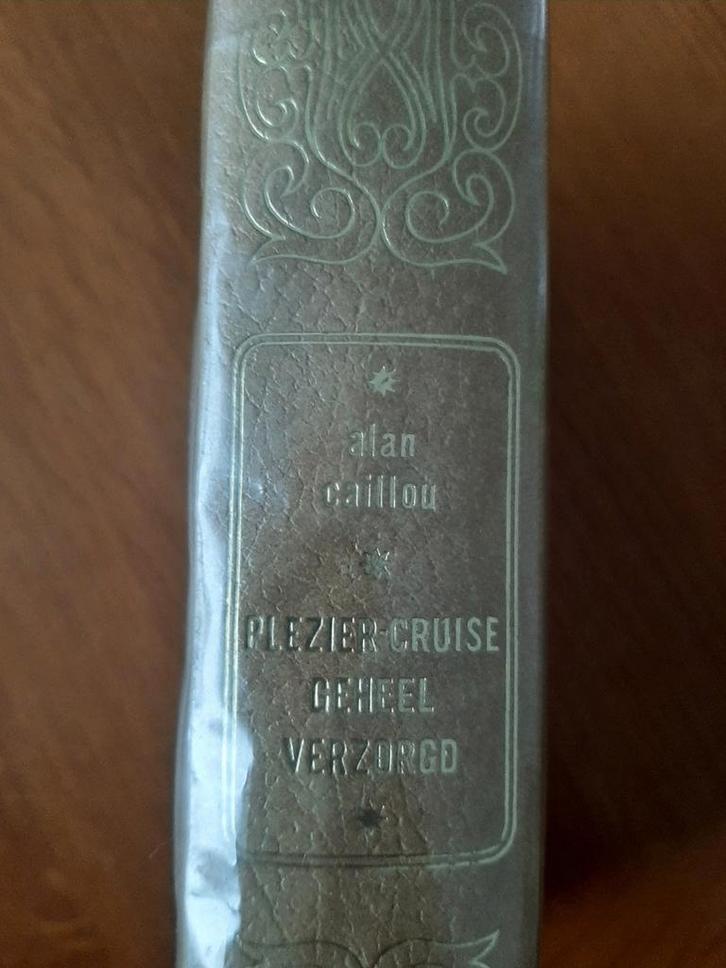 alan
caillou
PLEZIER-CRUISE
GEHEEL
VERZORGD